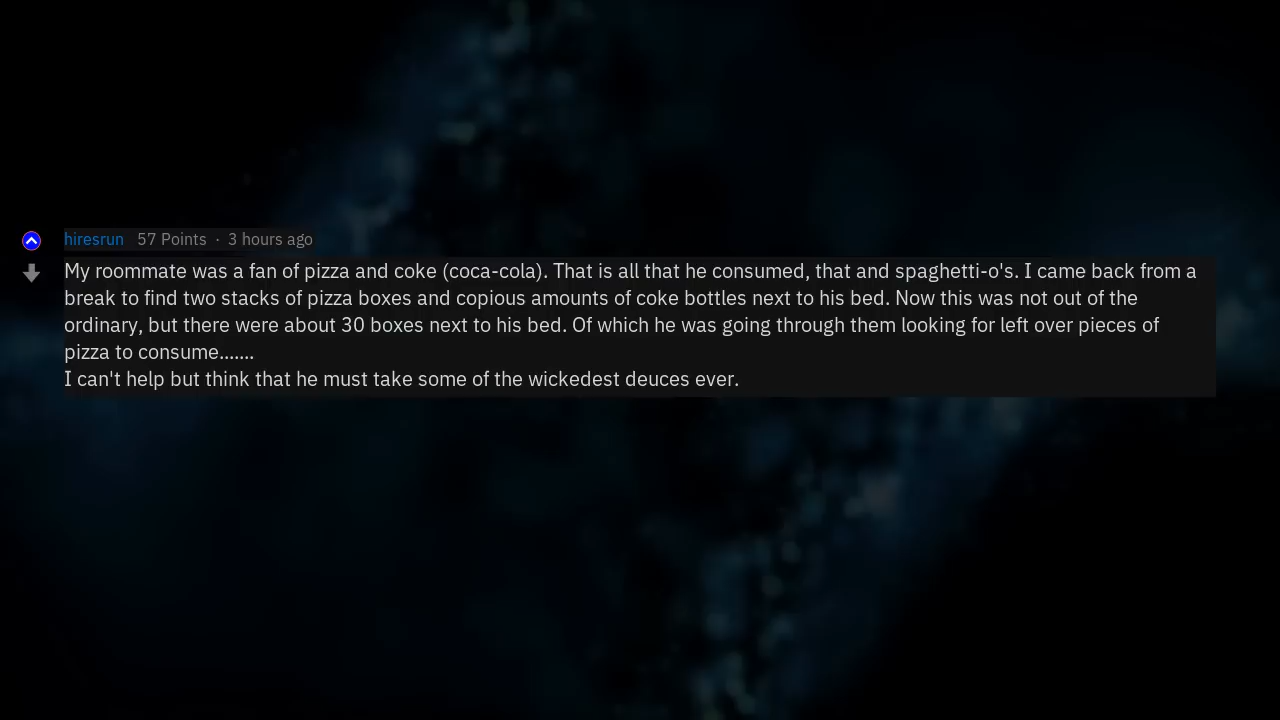 hiresrun 57 Points · 3 hours ago
My roommate was a fan of pizza and coke (coca-cola). That is all that he consumed, that and spaghetti-o's. I came back from a
break to find two stacks of pizza boxes and copious amounts of coke bottles next to his bed. Now this was not out of the
ordinary, but there were about 30 boxes next to his bed. Of which he was going through them looking for left over pieces of
pizza to consume.......
I can't help but think that he must take some of the wickedest deuces ever.